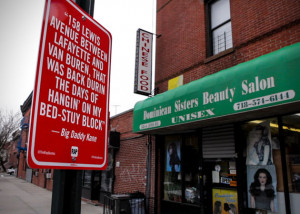 "158 LEWIS
AVENUE BETWEEN
LAFAYETTE AND
VAN BUREN, THAT
WAS BACK DURIN
THE DAYS OF
HANGIN' ON MY
BED-STUY BLOCK"
— Big Daddy Kane
CHINESE FOOD
Dominican Sisters Beauty Salon
UNISEX
718-574-6144